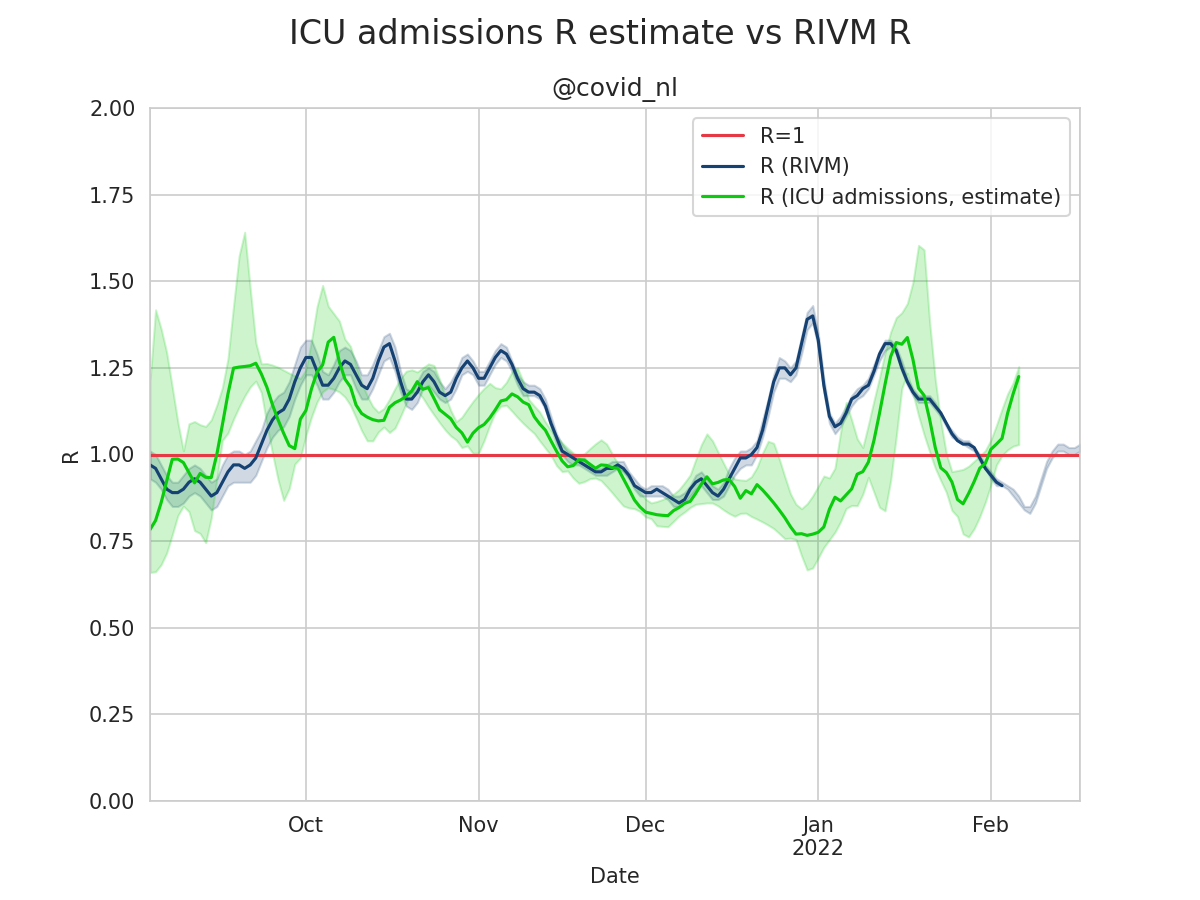 ICU admissions R estimate vs RIVM R
@covid_nl
2.00
1.75
1.50
1.25
1.00
0.75
0.50
0.25
0.00
R
R=1
R (RIVM)
R (ICU admissions, estimate)
Oct
Nov
Dec
Jan
2022
Feb
Date